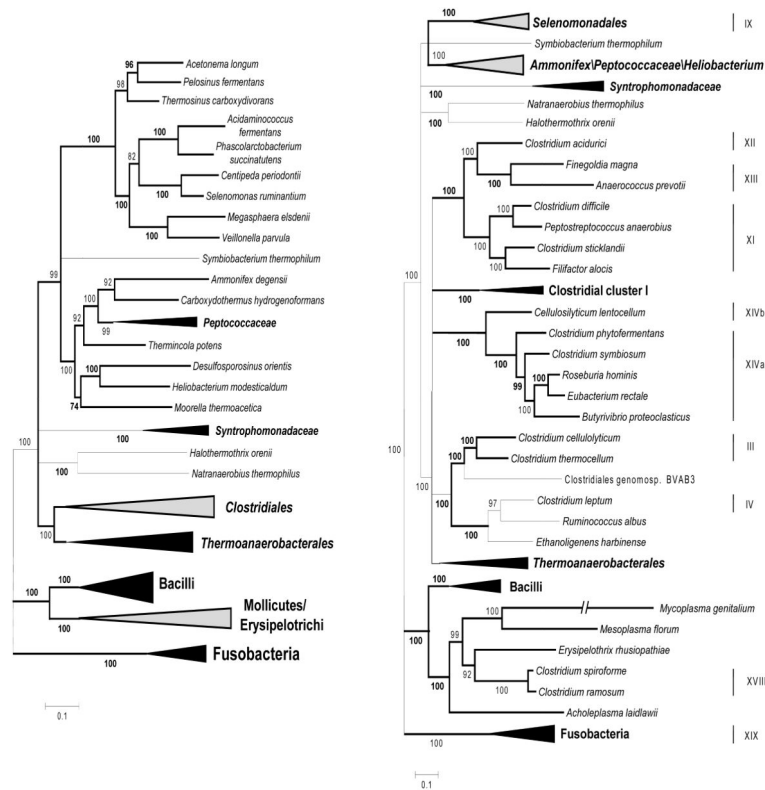 100
96
Acetonema longum
98
Pelosinus fermentans
Thermosinus carboxydivorans
100
Acidaminococcus
fermentans
100
Phascolarctobacterium
succinatutens
82
Centipeda periodontii
100
Selenomonas ruminantium
100
Megasphaera elsdenii
100
Veillonella parvula
Symbiobacterium thermophilum
99
92
Ammonifex degensii
100
Carboxydothermus hydrogenoformans
92
99
Peptococcaceae
Thermincola potens
100
100
Desulfosporosinus orientis
100
Heliobacterium modesticaldum
74
Moorella thermoacetica
100
100
Syntrophomonadaceae
Halothermothrix orenii
100
Natranaerobius thermophilus
Clostridiales
100
Thermoanaerobacterales
100
Bacilli
100
100
Mollicutes/
Erysipelotrichi
100
Fusobacteria
0.1
100
Selenomonadales
IX
Symbiobacterium thermophilum
100
Ammonifex\Peptococcaceae\Heliobacterium
100
Syntrophomonadaceae
Natranaerobius thermophilus
100
Halothermothrix orenii
100
Clostridium acidurici
XII
100
Finegoldia magna
XIII
100
Anaerococcus prevotii
100
100
Clostridium difficile
Peptostreptococcus anaerobius
XI
100
100
Clostridium sticklandii
Filifactor alocis
100
100
Clostridial cluster I
Cellulosilyticum lentocellum
XIVb
100
Clostridium phytofermentans
100
Clostridium symbiosum
XIVa
100
Roseburia hominis
99
Eubacterium rectale
100
Butyrivibrio proteoclasticus
100
Clostridium cellulolyticum
III
100
Clostridium thermocellum
Clostridiales genomosp. BVAB3
100
97
Clostridium leptum
IV
Ruminococcus albus
100
100
Ethanoligenens harbinense
Thermoanaerobacterales
100
Bacilli
100
Mycoplasma genitalium
99
Mesoplasma florum
100
Erysipelothrix rhusiopathiae
92
Clostridium spiroforme
XVIII
100
100
Clostridium ramosum
Acholeplasma laidlawii
100
Fusobacteria
XIX
0.1